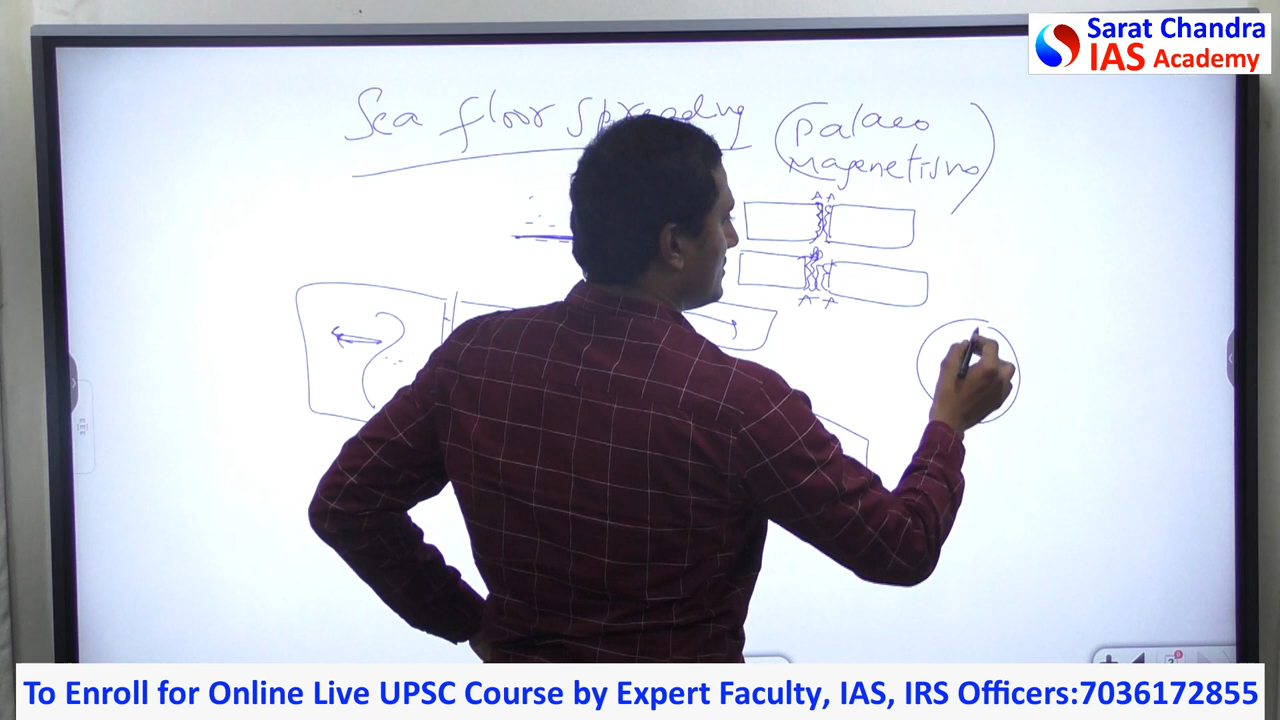 Sarat Chandra
IAS Academy
Sea floor spreading
(Palaeo
Magenetism)
A A
A A
To Enroll for Online Live UPSC Course by Expert Faculty, IAS, IRS Officers:7036172855